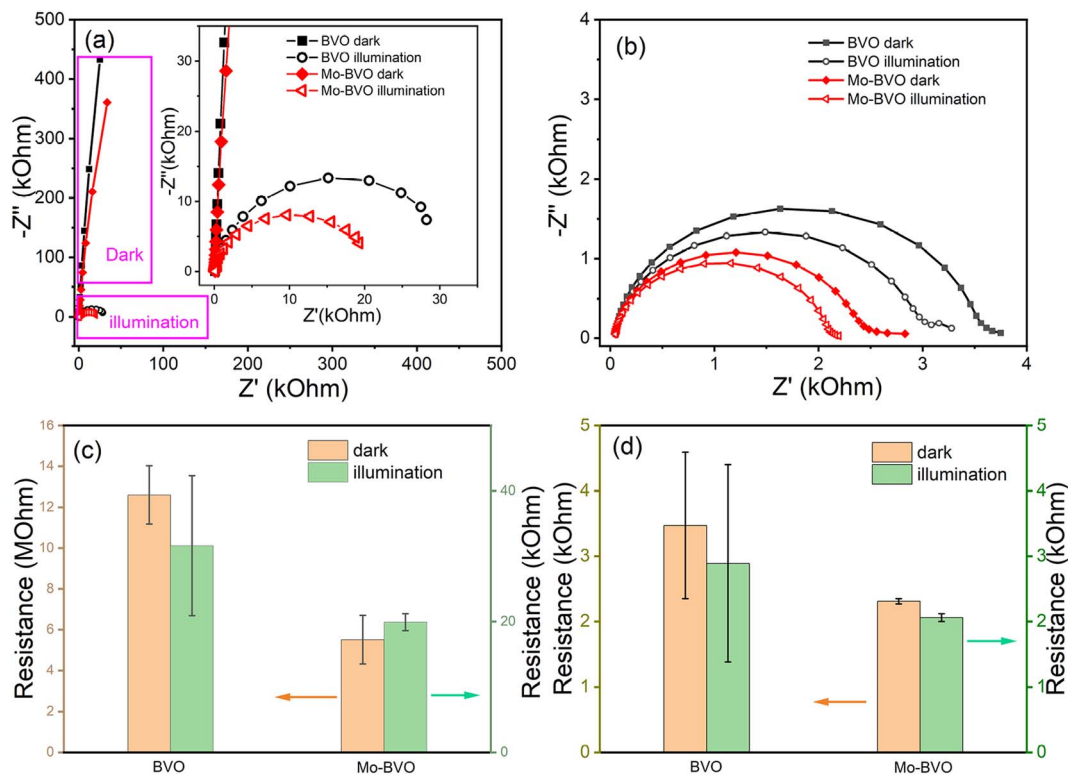 (a)
500
400
300
200
100
0
-Z'' (kOhm)
0
100
200
300
400
500
Z' (kOhm)
Dark
illumination
BVO dark
BVO illumination
Mo-BVO dark
Mo-BVO illumination
30
20
10
0
-Z''(kOhm)
0
10
20
30
Z'(kOhm)
(b)
4
3
2
1
0
-Z'' (kOhm)
0
1
2
3
4
Z' (kOhm)
BVO dark
BVO illumination
Mo-BVO dark
Mo-BVO illumination
(c)
16
14
12
10
8
6
4
2
0
Resistance (MOhm)
dark
illumination
40
20
0
Resistance (kOhm)
BVO
Mo-BVO
(d)
5
4
3
2
1
0
Resistance (kOhm)
dark
illumination
5
4
3
2
1
0
Resistance (kOhm)
BVO
Mo-BVO